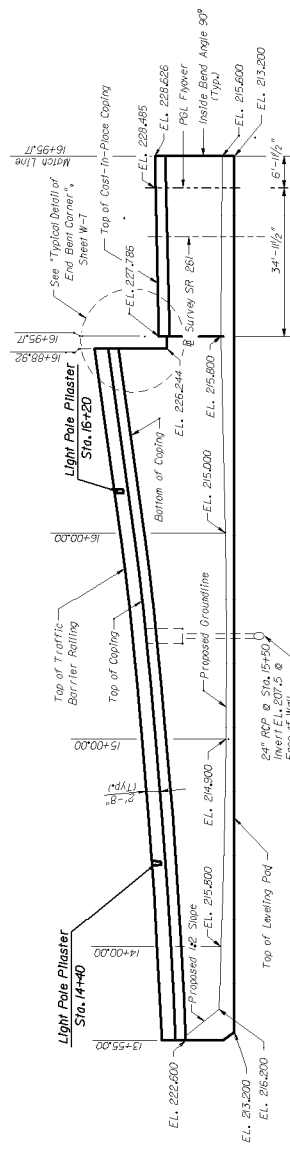 16+95.17
Match Line
See "Typical Detail of
End Bent Corner",
Sheet W-7
Top of Cast-in-Place Coping
EL. 227.786
EL. 228.485
EL. 228.626
PGL Flyover
Inside Bend Angle 90°
(Typ.)
EL. 215.600
EL. 213.200
6'-11 1/2"
34'-11 1/2"
℄ Survey SR 261
16+95.17
16+88.92
EL. 226.244
EL. 215.800
Light Pole Pilaster
Sta. 16+20
Bottom of Coping
EL. 215.000
16+00.00
Top of Traffic
Barrier Railing
Top of Coping
Proposed Groundline
24" RCP @ Sta. 15+50
Invert EL. 207.5 @
Face of Wall
15+00.00
2'-8"
(Typ.)
EL. 214.900
Light Pole Pilaster
Sta. 14+40
14+00.00
EL. 215.800
Proposed 1:2 Slope
Top of Leveling Pad
13+55.00
EL. 222.600
EL. 213.200
EL. 216.200